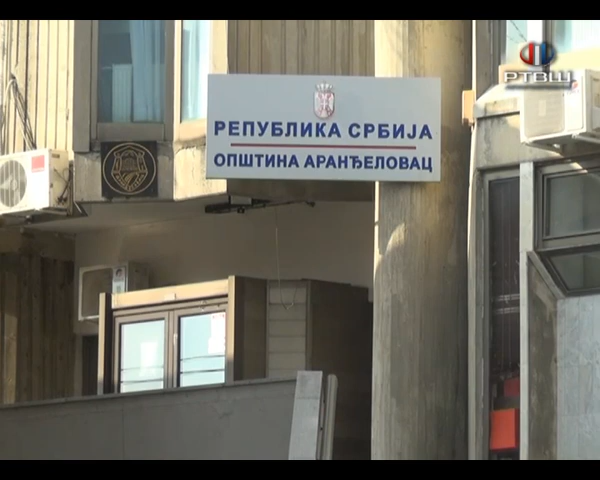 РТВШ
РЕПУБЛИКА СРБИЈА
ОПШТИНА АРАНЂЕЛОВАЦ